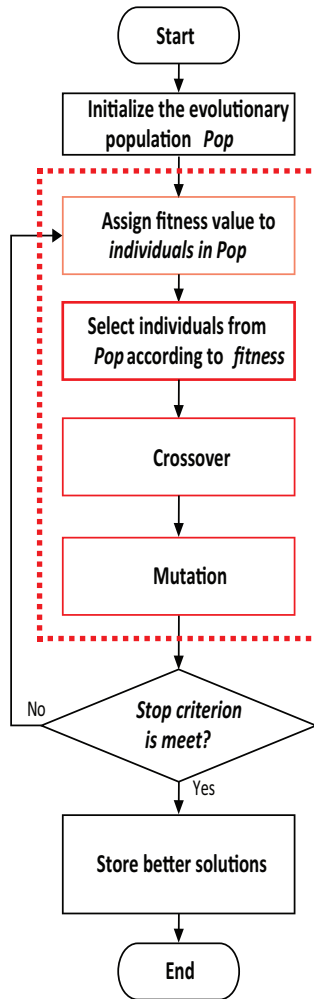 Start
Initialize the evolutionary
population Pop
Assign fitness value to
individuals in Pop
Select individuals from
Pop according to fitness
Crossover
Mutation
Stop criterion
is meet?
No
Yes
Store better solutions
End